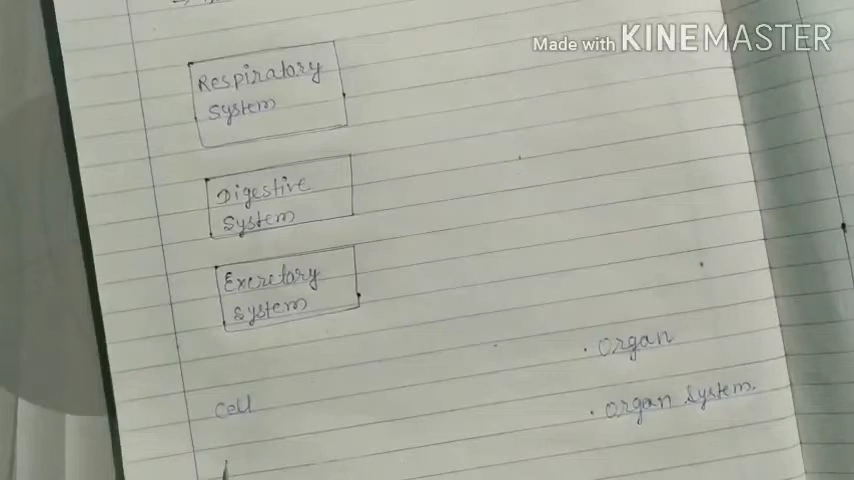 Made with KINEMASTER
Respiratory
system
Digestive
system
Excretory
system
• organ
cell
• organ system.